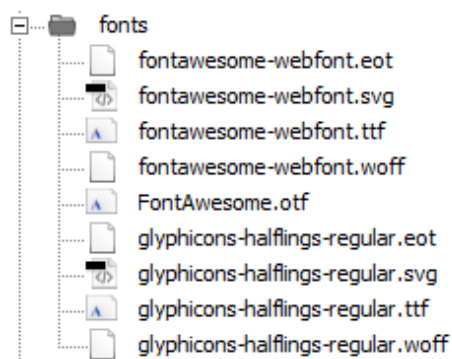 fonts
fontawesome-webfont.eot
fontawesome-webfont.svg
fontawesome-webfont.ttf
fontawesome-webfont.woff
FontAwesome.otf
glyphicons-halflings-regular.eot
glyphicons-halflings-regular.svg
glyphicons-halflings-regular.ttf
glyphicons-halflings-regular.woff